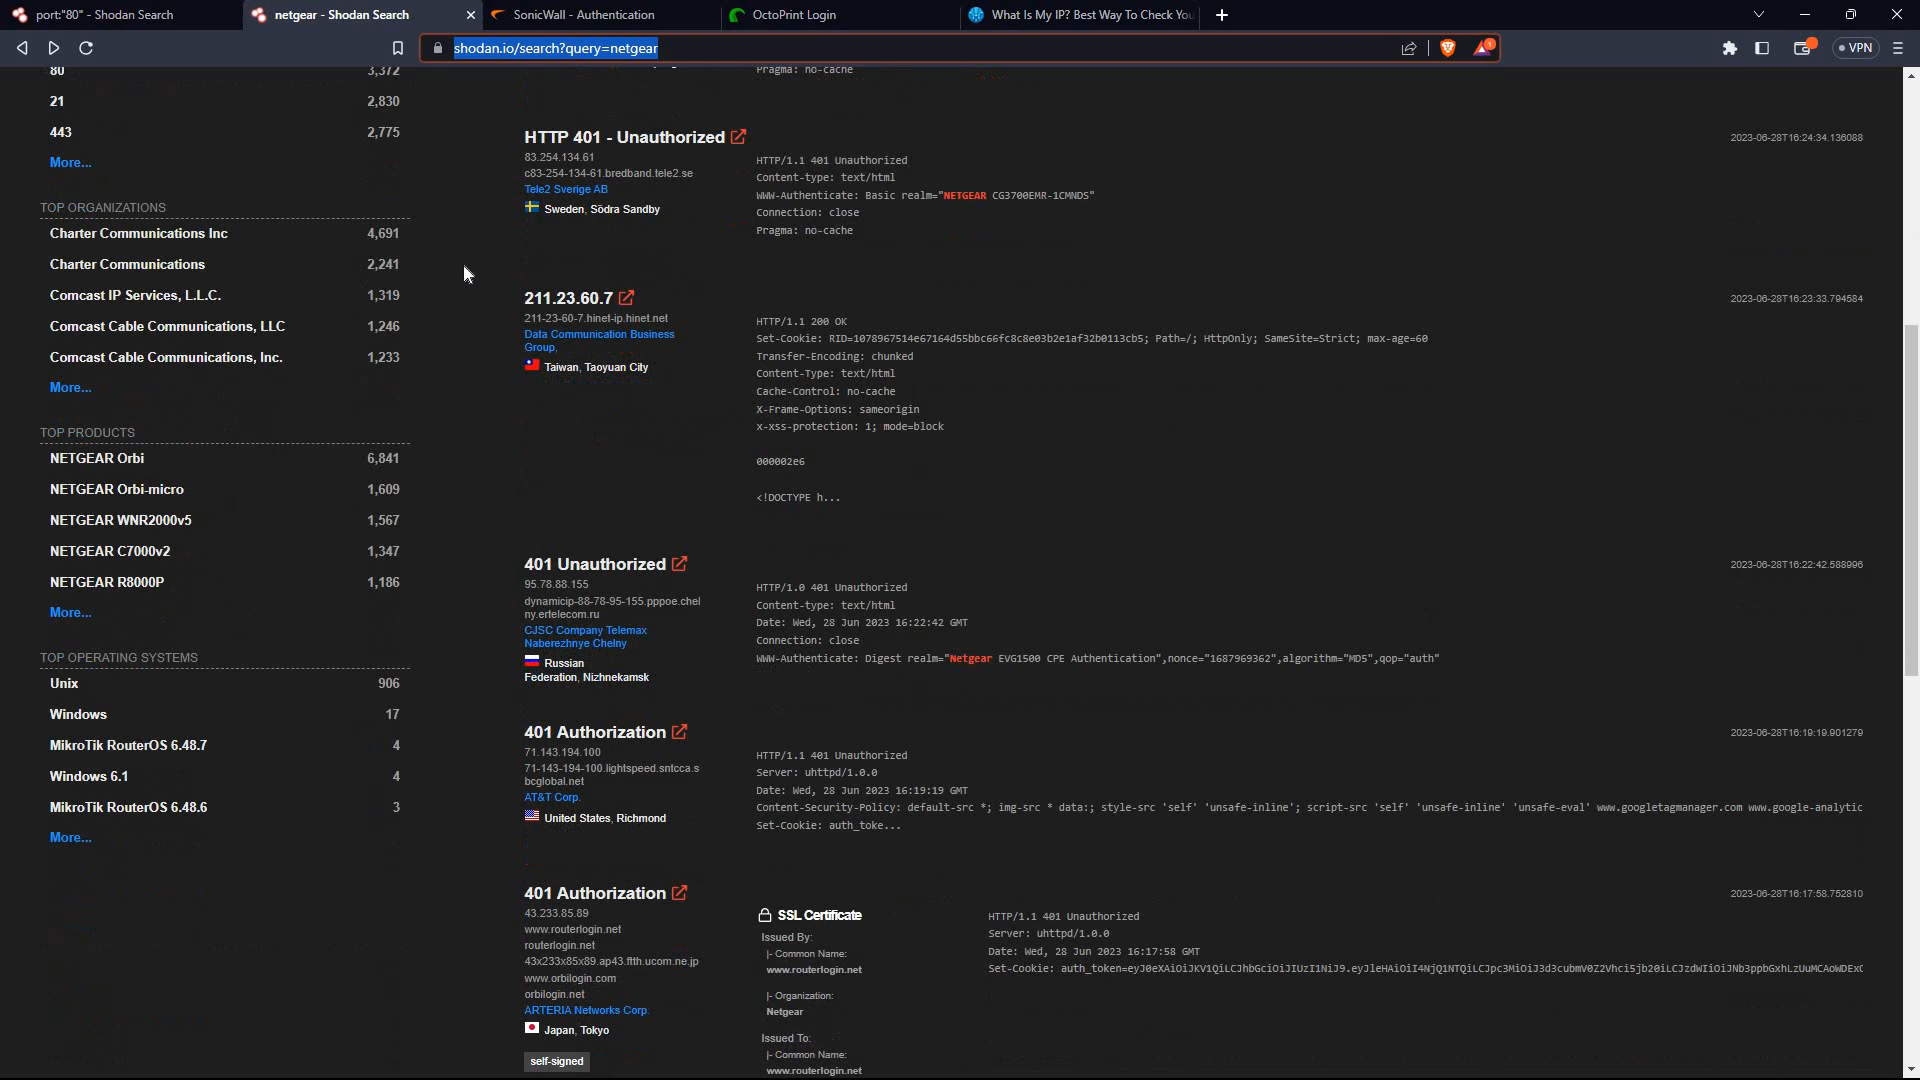 port:"80" - Shodan Search
netgear - Shodan Search
SonicWall - Authentication
OctoPrint Login
What Is My IP? Best Way To Check You
shodan.io/search?query=netgear
1
VPN
80 3,372
21 2,830
443 2,775
More...
TOP ORGANIZATIONS
Charter Communications Inc 4,691
Charter Communications 2,241
Comcast IP Services, L.L.C. 1,319
Comcast Cable Communications, LLC 1,246
Comcast Cable Communications, Inc. 1,233
More...
TOP PRODUCTS
NETGEAR Orbi 6,841
NETGEAR Orbi-micro 1,609
NETGEAR WNR2000v5 1,567
NETGEAR C7000v2 1,347
NETGEAR R8000P 1,186
More...
TOP OPERATING SYSTEMS
Unix 906
Windows 17
MikroTik RouterOS 6.48.7 4
Windows 6.1 4
MikroTik RouterOS 6.48.6 3
More...
Pragma: no-cache
HTTP 401 - Unauthorized
2023-06-28T16:24:34.136088
83.254.134.61
c83-254-134-61.bredband.tele2.se
Tele2 Sverige AB
Sweden, Södra Sandby
HTTP/1.1 401 Unauthorized
Content-type: text/html
WWW-Authenticate: Basic realm="NETGEAR CG3700EMR-1CMNDS"
Connection: close
Pragma: no-cache
211.23.60.7
2023-06-28T16:23:33.794584
211-23-60-7.hinet-ip.hinet.net
Data Communication Business
Group,
Taiwan, Taoyuan City
HTTP/1.1 200 OK
Set-Cookie: RID=1078967514e67164d55bbc66fc8c8e03b2e1af32b0113cb5; Path=/; HttpOnly; SameSite=Strict; max-age=60
Transfer-Encoding: chunked
Content-Type: text/html
Cache-Control: no-cache
X-Frame-Options: sameorigin
x-xss-protection: 1; mode=block
000002e6
<!DOCTYPE h...
401 Unauthorized
2023-06-28T16:22:42.588996
95.78.88.155
dynamicip-88-78-95-155.pppoe.chel
ny.ertelecom.ru
CJSC Company Telemax
Naberezhnye Chelny
Russian
Federation, Nizhnekamsk
HTTP/1.0 401 Unauthorized
Content-type: text/html
Date: Wed, 28 Jun 2023 16:22:42 GMT
Connection: close
WWW-Authenticate: Digest realm="Netgear EVG1500 CPE Authentication",nonce="1687969362",algorithm="MD5",qop="auth"
401 Authorization
2023-06-28T16:19:19.901279
71.143.194.100
71-143-194-100.lightspeed.sntcca.s
bcglobal.net
AT&T Corp.
United States, Richmond
HTTP/1.1 401 Unauthorized
Server: uhttpd/1.0.0
Date: Wed, 28 Jun 2023 16:19:19 GMT
Content-Security-Policy: default-src *; img-src * data:; style-src 'self' 'unsafe-inline'; script-src 'self' 'unsafe-inline' 'unsafe-eval' www.googletagmanager.com www.google-analytic
Set-Cookie: auth_toke...
401 Authorization
2023-06-28T16:17:58.752810
43.233.85.89
www.routerlogin.net
routerlogin.net
43x233x85x89.ap43.ftth.ucom.ne.jp
www.orbilogin.com
orbilogin.net
ARTERIA Networks Corp.
Japan, Tokyo
self-signed
SSL Certificate
Issued By:
|- Common Name:
www.routerlogin.net
|- Organization:
Netgear
Issued To:
|- Common Name:
www.routerlogin.net
HTTP/1.1 401 Unauthorized
Server: uhttpd/1.0.0
Date: Wed, 28 Jun 2023 16:17:58 GMT
Set-Cookie: